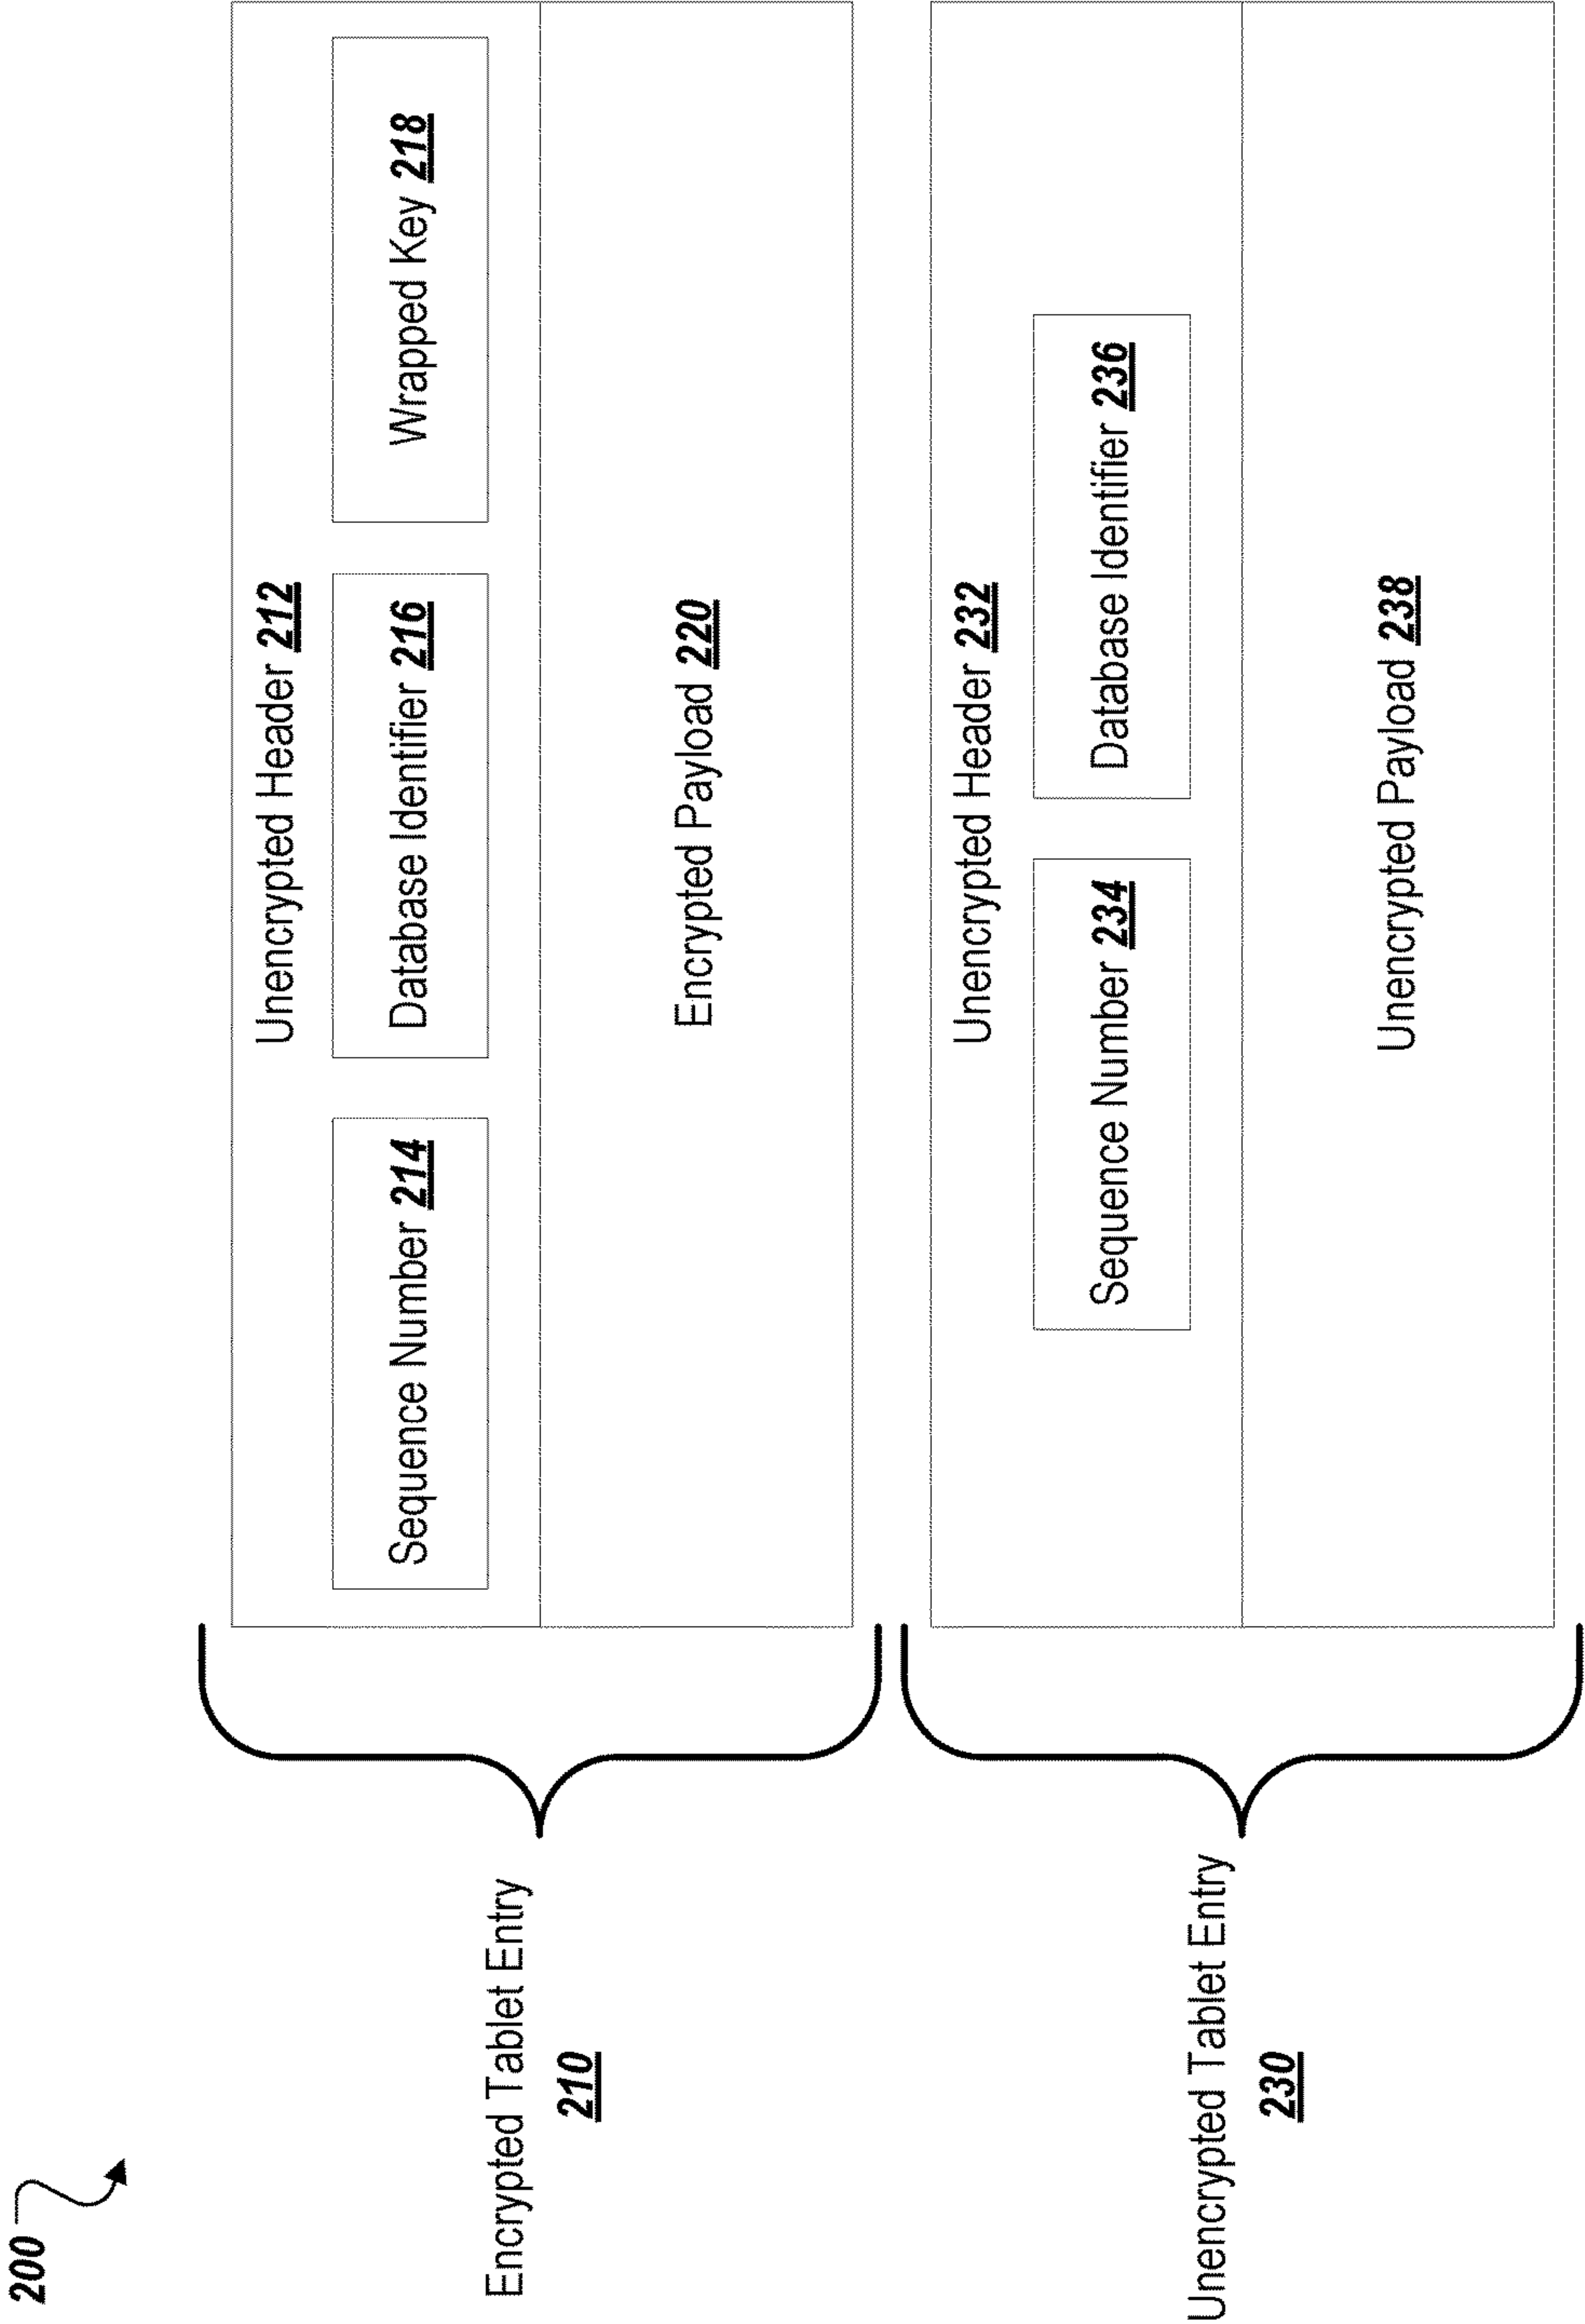 200
Encrypted Tablet Entry
210
Unencrypted Header 212
Sequence Number 214
Database Identifier 216
Wrapped Key 218
Encrypted Payload 220
Unencrypted Tablet Entry
230
Unencrypted Header 232
Sequence Number 234
Database Identifier 236
Unencrypted Payload 238